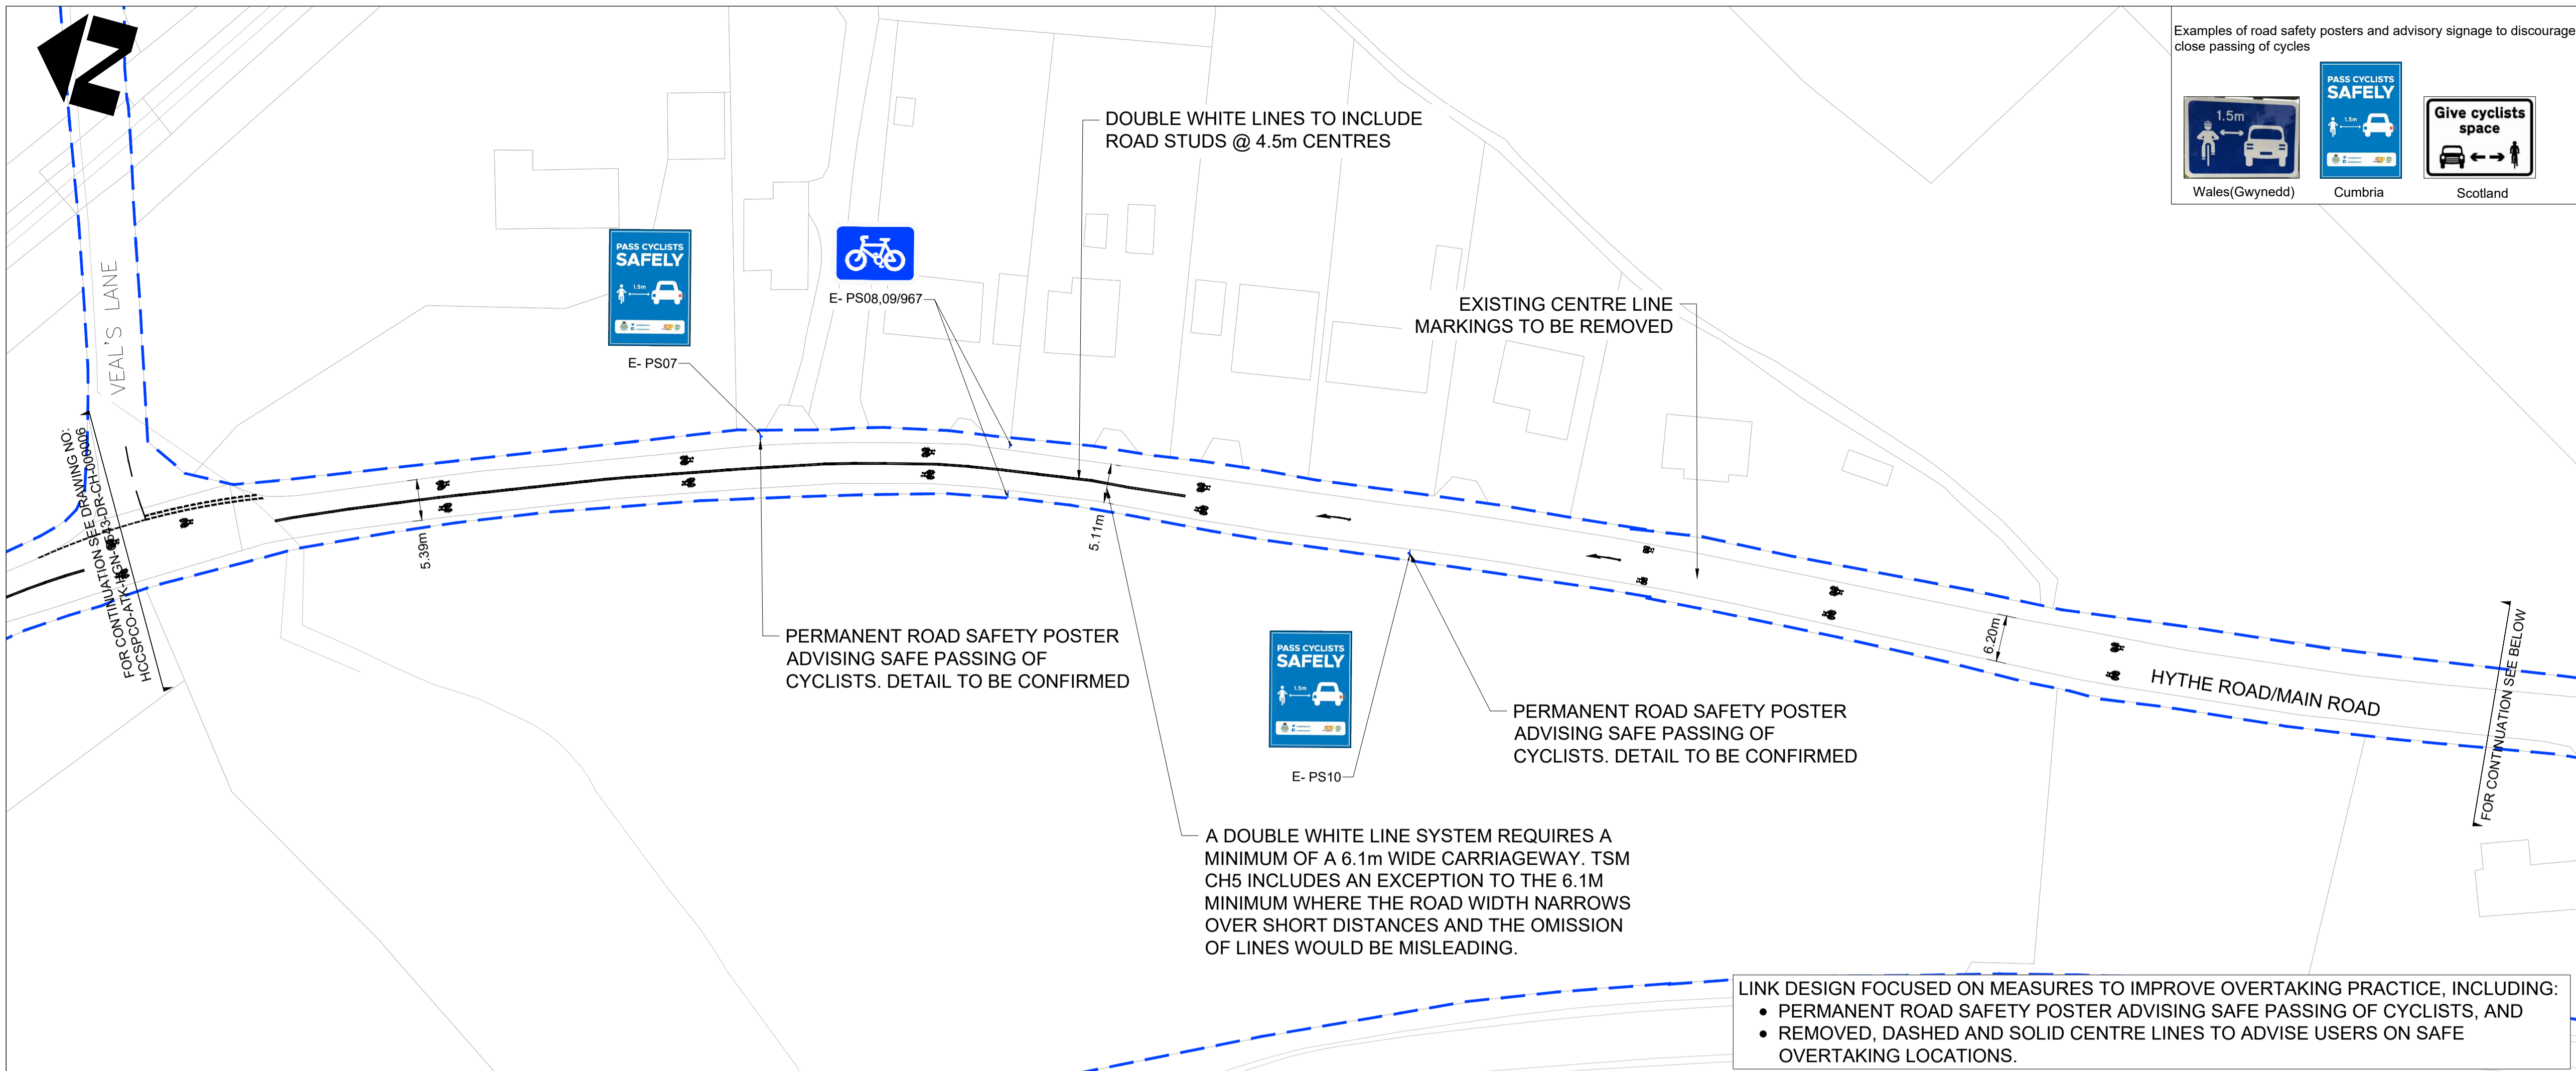 Examples of road safety posters and advisory signage to discourage
close passing of cycles
1.5m
PASS CYCLISTS
SAFELY
1.5m
Give cyclists
space
Wales(Gwynedd)
Cumbria
Scotland
DOUBLE WHITE LINES TO INCLUDE
ROAD STUDS @ 4.5m CENTRES
PASS CYCLISTS
SAFELY
1.5m
E- PS07
E- PS08,09/967
EXISTING CENTRE LINE
MARKINGS TO BE REMOVED
VEAL'S LANE
FOR CONTINUATION SEE DRAWING NO:
5.39m
5.11m
6.20m
HYTHE ROAD/MAIN ROAD
FOR CONTINUATION SEE BELOW
PERMANENT ROAD SAFETY POSTER
ADVISING SAFE PASSING OF
CYCLISTS. DETAIL TO BE CONFIRMED
PASS CYCLISTS
SAFELY
1.5m
E- PS10
PERMANENT ROAD SAFETY POSTER
ADVISING SAFE PASSING OF
CYCLISTS. DETAIL TO BE CONFIRMED
A DOUBLE WHITE LINE SYSTEM REQUIRES A
MINIMUM OF A 6.1m WIDE CARRIAGEWAY. TSM
CH5 INCLUDES AN EXCEPTION TO THE 6.1M
MINIMUM WHERE THE ROAD WIDTH NARROWS
OVER SHORT DISTANCES AND THE OMISSION
OF LINES WOULD BE MISLEADING.
LINK DESIGN FOCUSED ON MEASURES TO IMPROVE OVERTAKING PRACTICE, INCLUDING:
• PERMANENT ROAD SAFETY POSTER ADVISING SAFE PASSING OF CYCLISTS, AND
• REMOVED, DASHED AND SOLID CENTRE LINES TO ADVISE USERS ON SAFE
OVERTAKING LOCATIONS.